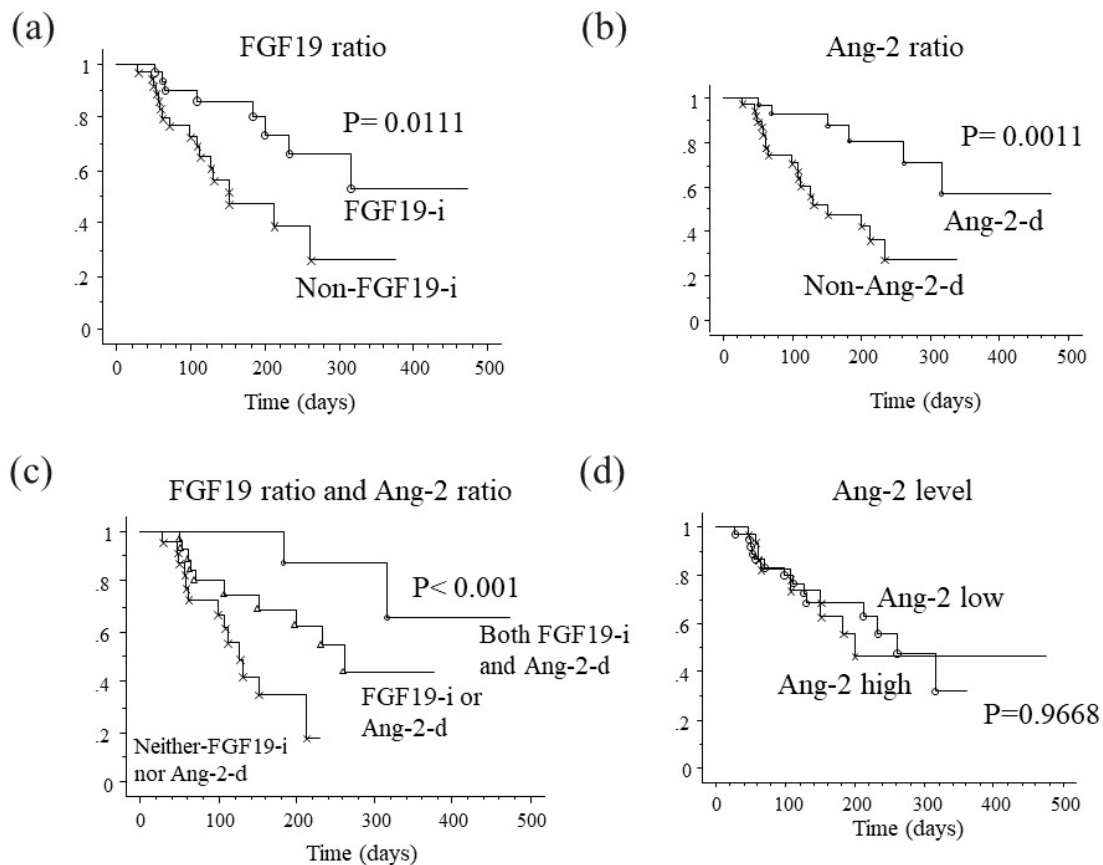 (a)
FGF19 ratio
1
.8
.6
.4
.2
0
P= 0.0111
FGF19-i
Non-FGF19-i
0 100 200 300 400 500
Time (days)
(b)
Ang-2 ratio
1
.8
.6
.4
.2
0
P= 0.0011
Ang-2-d
Non-Ang-2-d
0 100 200 300 400 500
Time (days)
(c)
FGF19 ratio and Ang-2 ratio
1
.8
.6
.4
.2
0
P< 0.001
Both FGF19-i
and Ang-2-d
FGF19-i or
Ang-2-d
Neither-FGF19-i
nor Ang-2-d
0 100 200 300 400 500
Time (days)
(d)
Ang-2 level
1
.8
.6
.4
.2
0
Ang-2 low
Ang-2 high
P=0.9668
0 100 200 300 400 500
Time (days)